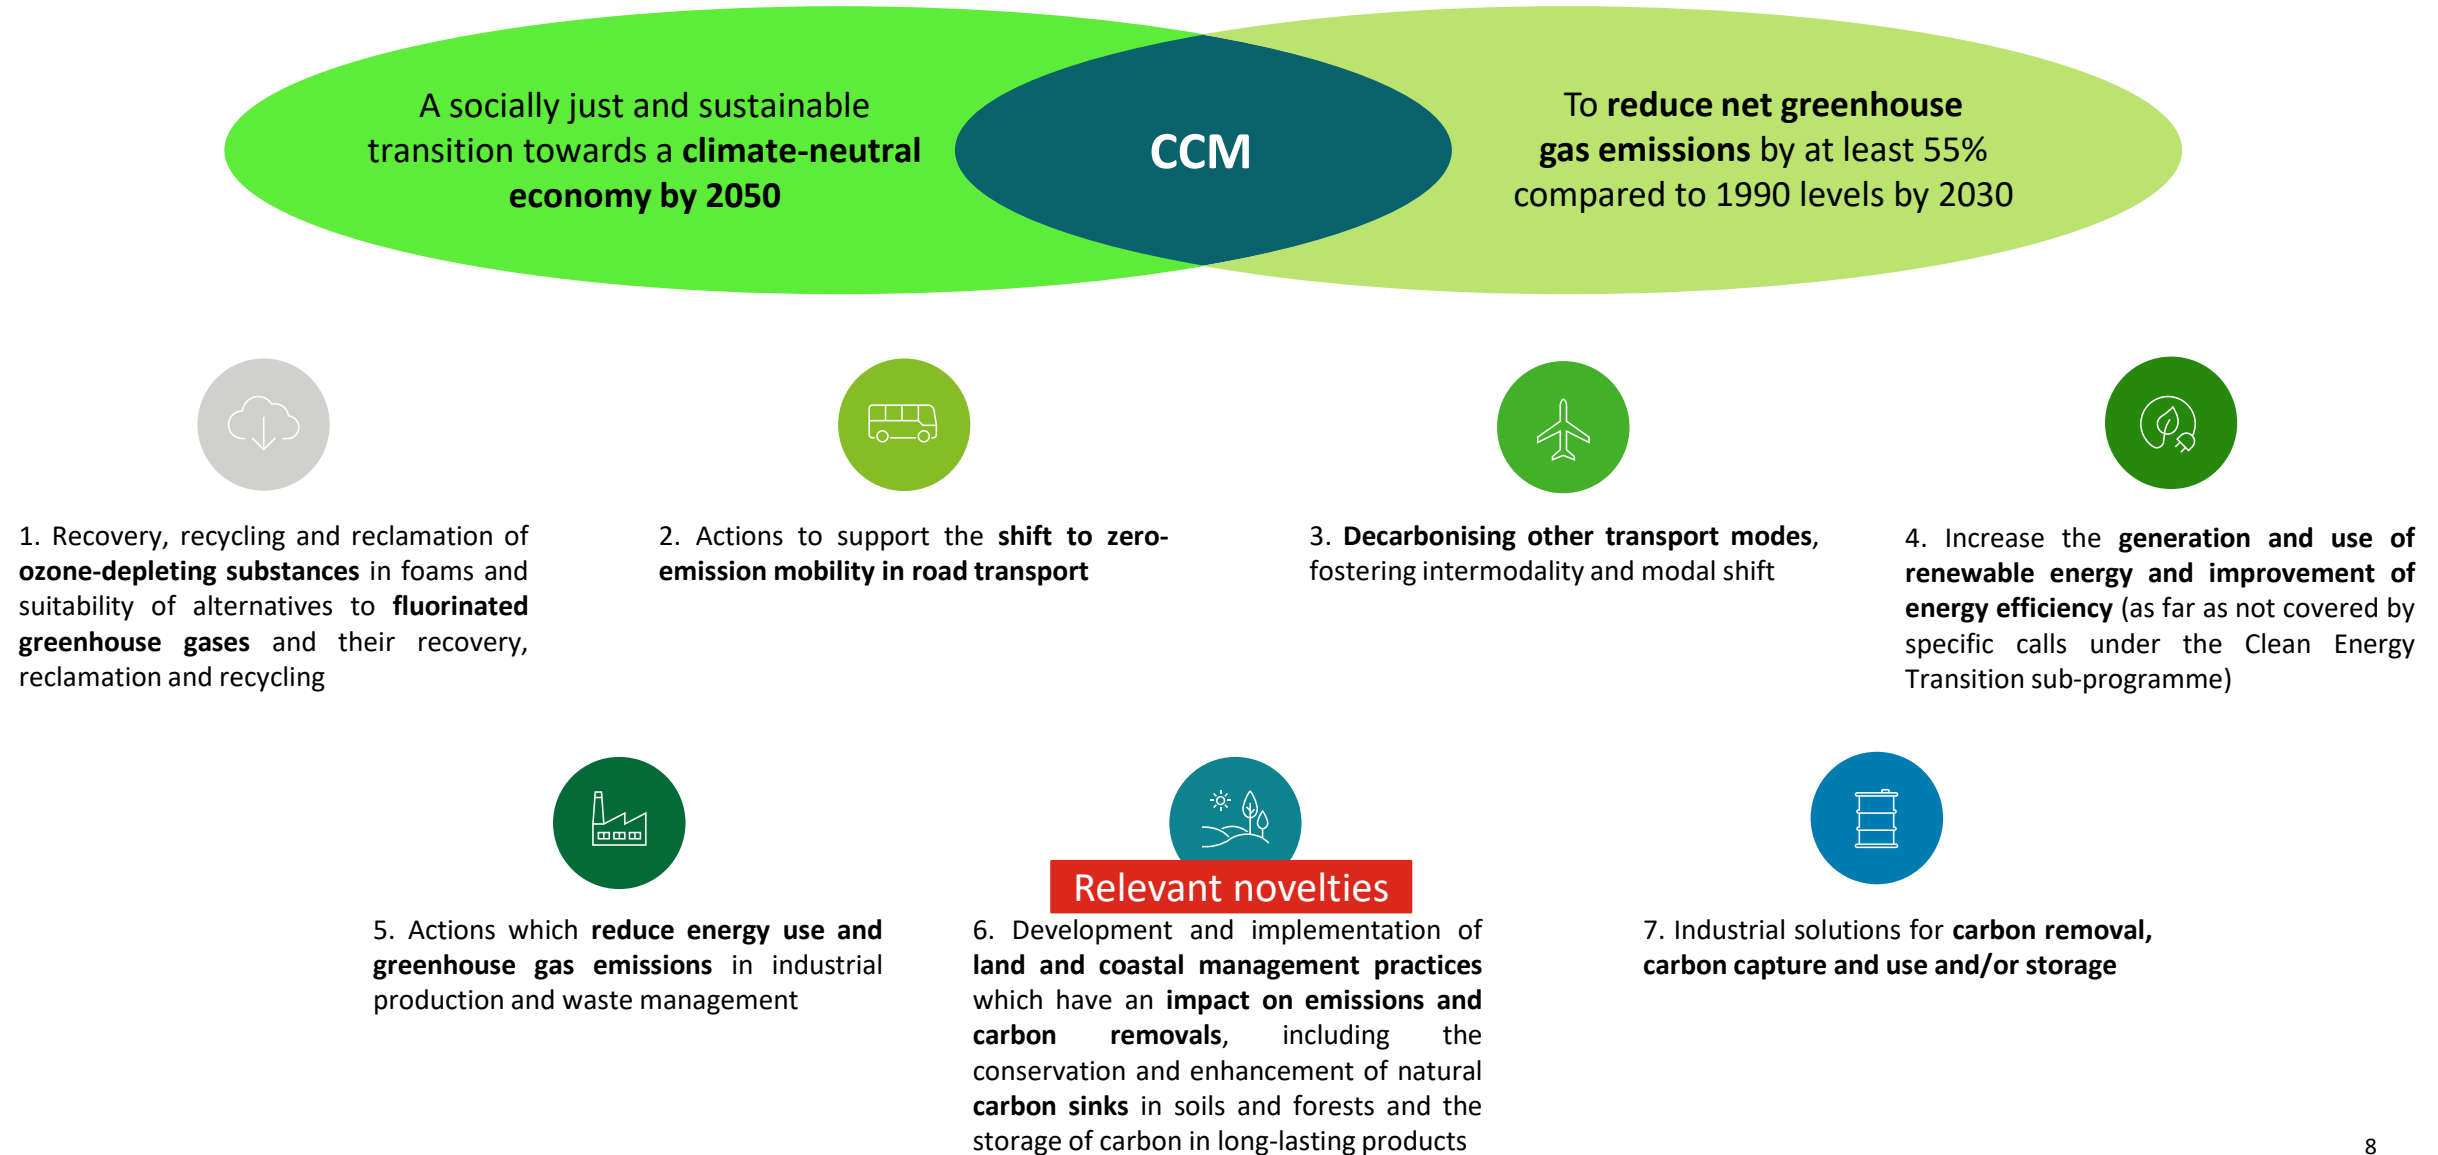 A socially just and sustainable
transition towards a climate-neutral
economy by 2050
CCM
To reduce net greenhouse
gas emissions by at least 55%
compared to 1990 levels by 2030
1. Recovery, recycling and reclamation of
ozone-depleting substances in foams and
suitability of alternatives to fluorinated
greenhouse gases and their recovery,
reclamation and recycling
2. Actions to support the shift to zero-
emission mobility in road transport
3. Decarbonising other transport modes,
fostering intermodality and modal shift
4. Increase the generation and use of
renewable energy and improvement of
energy efficiency (as far as not covered by
specific calls under the Clean Energy
Transition sub-programme)
5. Actions which reduce energy use and
greenhouse gas emissions in industrial
production and waste management
Relevant novelties
6. Development and implementation of
land and coastal management practices
which have an impact on emissions and
carbon removals, including the
conservation and enhancement of natural
carbon sinks in soils and forests and the
storage of carbon in long-lasting products
7. Industrial solutions for carbon removal,
carbon capture and use and/or storage
8